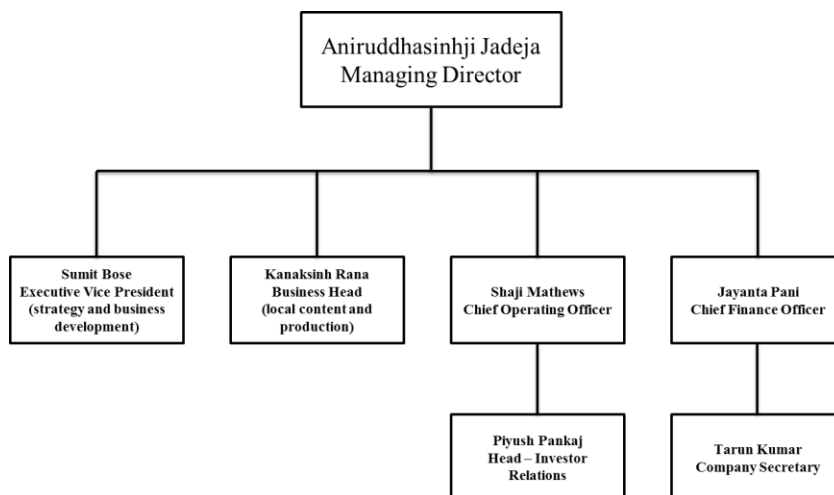 Aniruddhasinhji Jadeja
Managing Director
Sumit Bose
Executive Vice President
(strategy and business
development)
Kanaksinh Rana
Business Head
(local content and
production)
Shaji Mathews
Chief Operating Officer
Jayanta Pani
Chief Finance Officer
Piyush Pankaj
Head – Investor
Relations
Tarun Kumar
Company Secretary